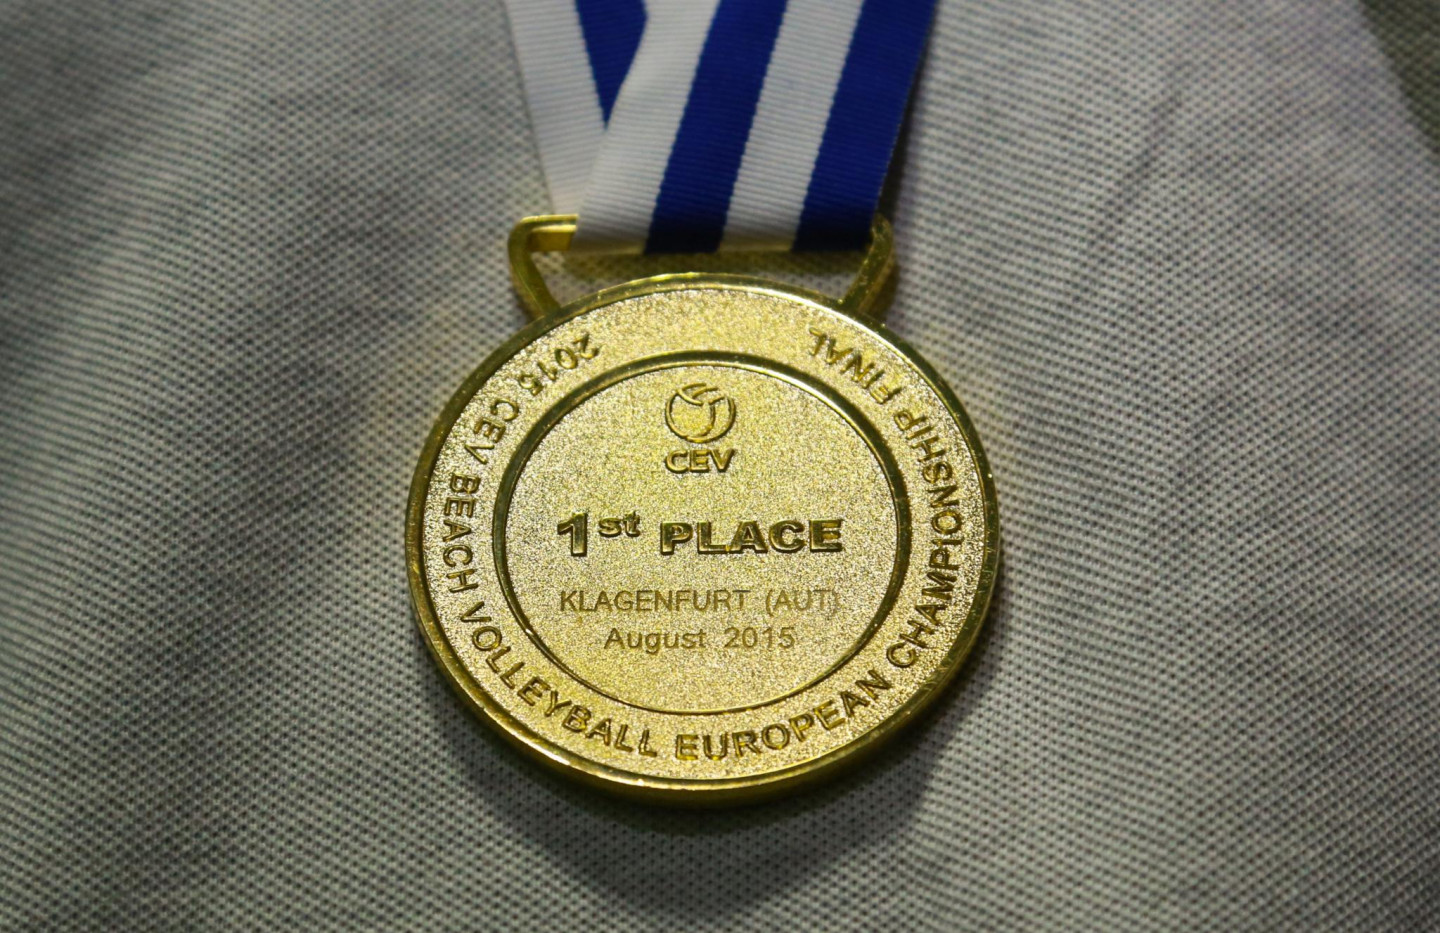 2015 CEV BEACH VOLLEYBALL EUROPEAN CHAMPIONSHIP FINAL
CEV
1st PLACE
KLAGENFURT (AUT)
August 2015